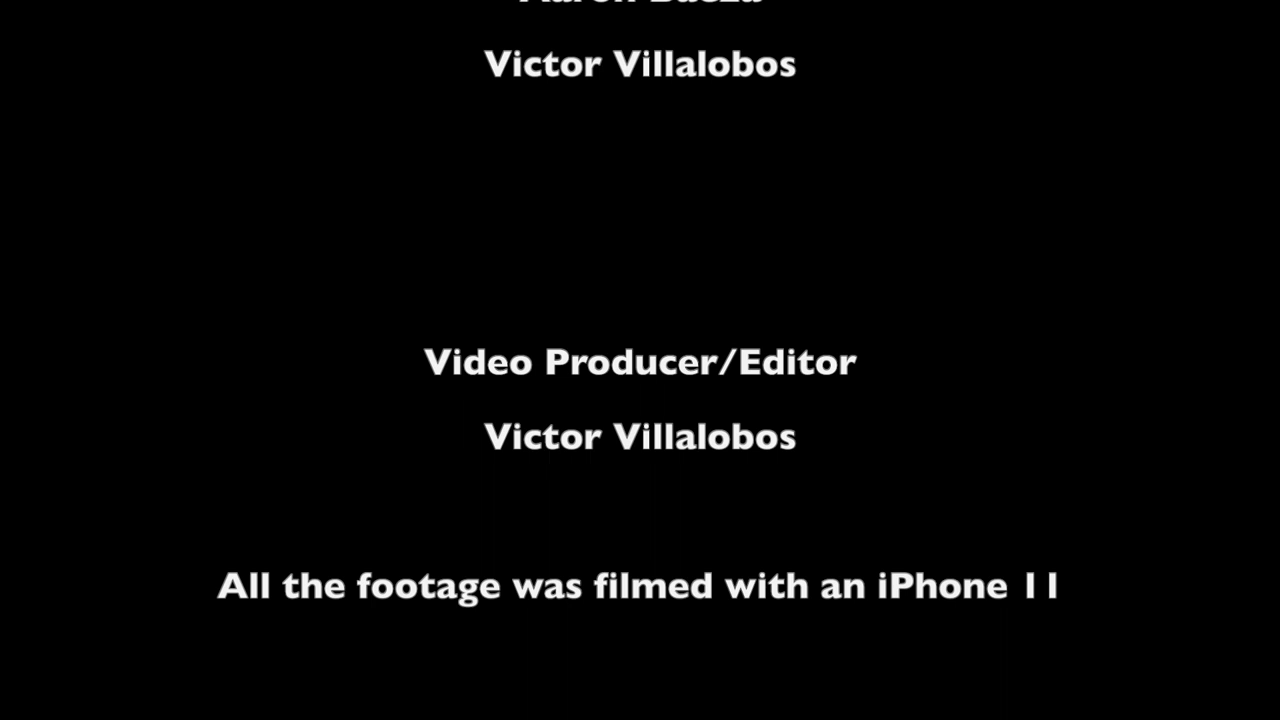 Victor Villalobos
Video Producer/Editor
Victor Villalobos
All the footage was filmed with an iPhone 11